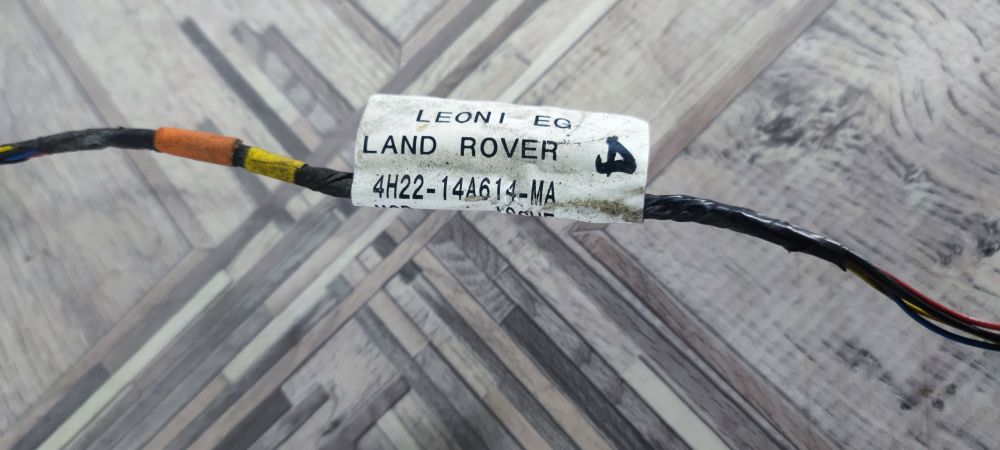 LEONI EG
LAND ROVER
4H22-14A614-MA
A